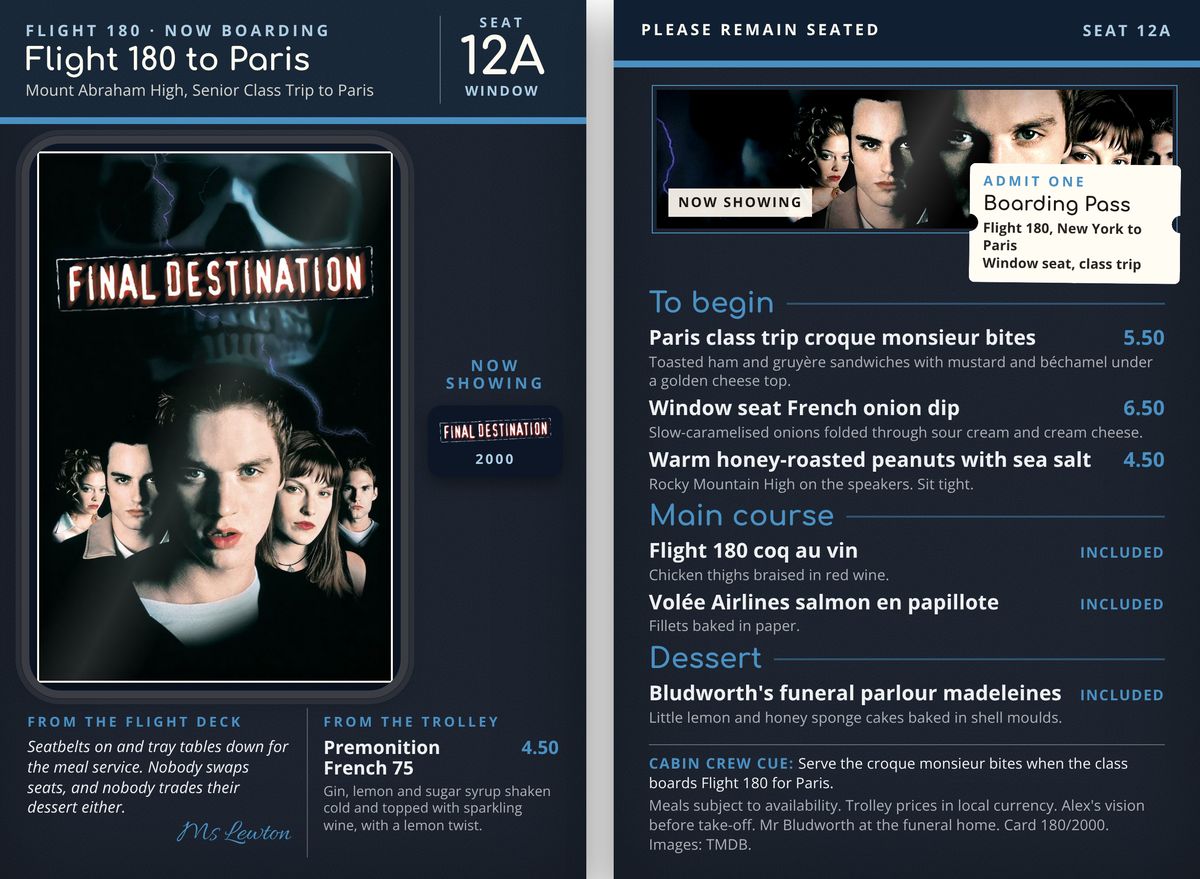 FLIGHT 180 · NOW BOARDING
Flight 180 to Paris
Mount Abraham High, Senior Class Trip to Paris
SEAT
12A
WINDOW
FINAL DESTINATION
NOW
SHOWING
FINAL DESTINATION
2000
FROM THE FLIGHT DECK
Seatbelts on and tray tables down for
the meal service. Nobody swaps
seats, and nobody trades their
dessert either.
Ms Lewton
FROM THE TROLLEY
Premonition
French 75
4.50
Gin, lemon and sugar syrup shaken
cold and topped with sparkling
wine, with a lemon twist.
PLEASE REMAIN SEATED
SEAT 12A
NOW SHOWING
ADMIT ONE
Boarding Pass
Flight 180, New York to
Paris
Window seat, class trip
To begin
Paris class trip croque monsieur bites 5.50
Toasted ham and gruyère sandwiches with mustard and béchamel under
a golden cheese top.
Window seat French onion dip 6.50
Slow-caramelised onions folded through sour cream and cream cheese.
Warm honey-roasted peanuts with sea salt 4.50
Rocky Mountain High on the speakers. Sit tight.
Main course
Flight 180 coq au vin INCLUDED
Chicken thighs braised in red wine.
Volée Airlines salmon en papillote INCLUDED
Fillets baked in paper.
Dessert
Bludworth's funeral parlour madeleines INCLUDED
Little lemon and honey sponge cakes baked in shell moulds.
CABIN CREW CUE: Serve the croque monsieur bites when the class
boards Flight 180 for Paris.
Meals subject to availability. Trolley prices in local currency. Alex's vision
before take-off. Mr Bludworth at the funeral home. Card 180/2000.
Images: TMDB.